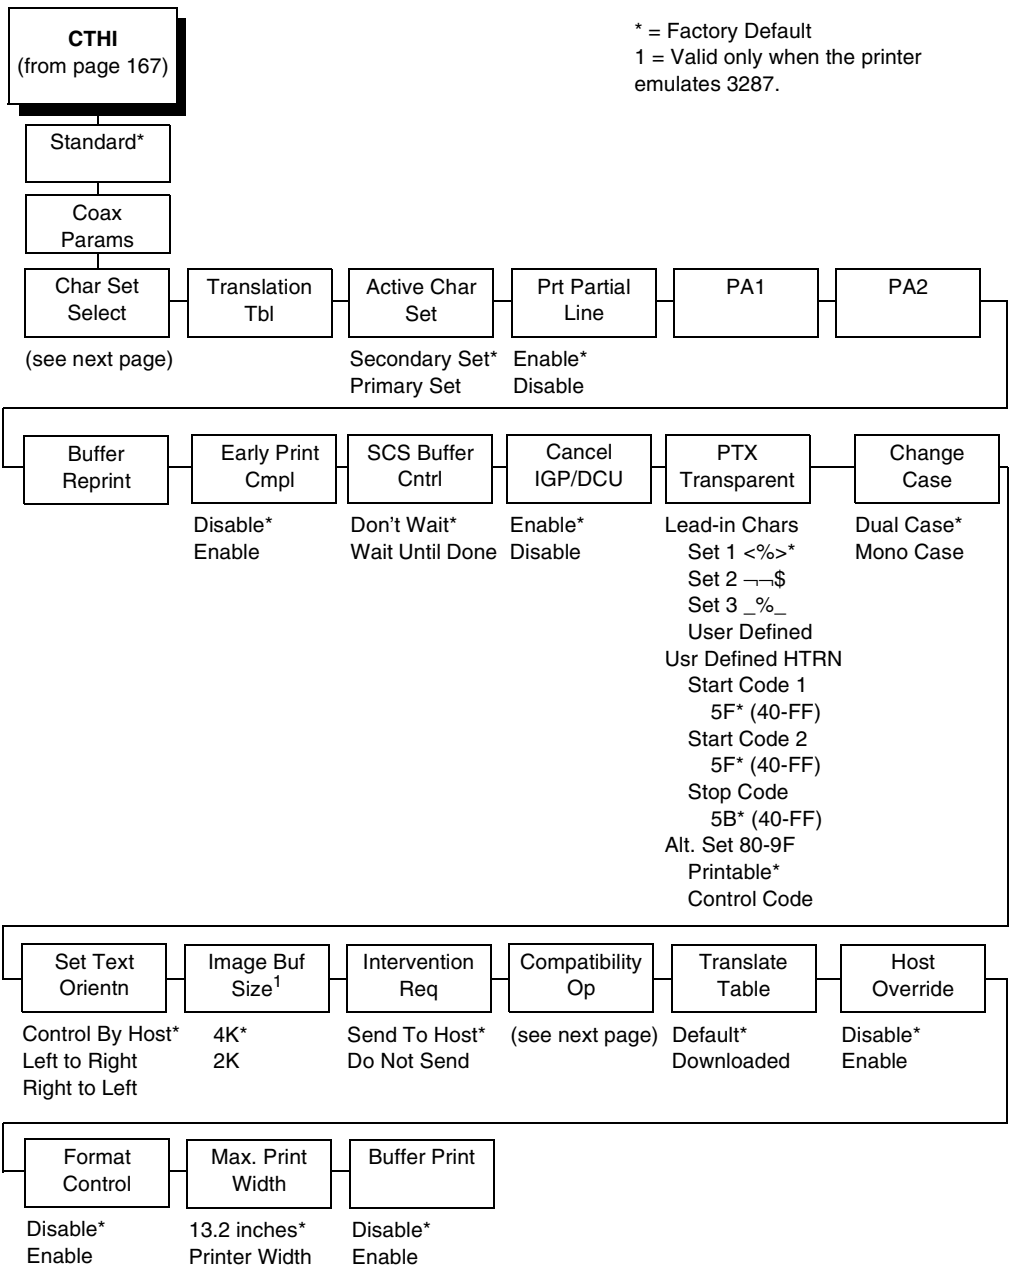 CTHI
(from page 167)
* = Factory Default
1 = Valid only when the printer
emulates 3287.
Standard*
Coax
Params
Char Set
Select
(see next page)
Translation
Tbl
Active Char
Set
Secondary Set*
Primary Set
Prt Partial
Line
Enable*
Disable
PA1
PA2
Buffer
Reprint
Early Print
Cmpl
Disable*
Enable
SCS Buffer
Cntrl
Don't Wait*
Wait Until Done
Cancel
IGP/DCU
Enable*
Disable
PTX
Transparent
Lead-in Chars
Set 1 <%>*
Set 2 ¬¬$
Set 3 _%_
User Defined
Usr Defined HTRN
Start Code 1
5F* (40-FF)
Start Code 2
5F* (40-FF)
Stop Code
5B* (40-FF)
Alt. Set 80-9F
Printable*
Control Code
Change
Case
Dual Case*
Mono Case
Set Text
Orientn
Control By Host*
Left to Right
Right to Left
Image Buf
Size1
4K*
2K
Intervention
Req
Send To Host*
Do Not Send
Compatibility
Op
(see next page)
Translate
Table
Default*
Downloaded
Host
Override
Disable*
Enable
Format
Control
Disable*
Enable
Max. Print
Width
13.2 inches*
Printer Width
Buffer Print
Disable*
Enable